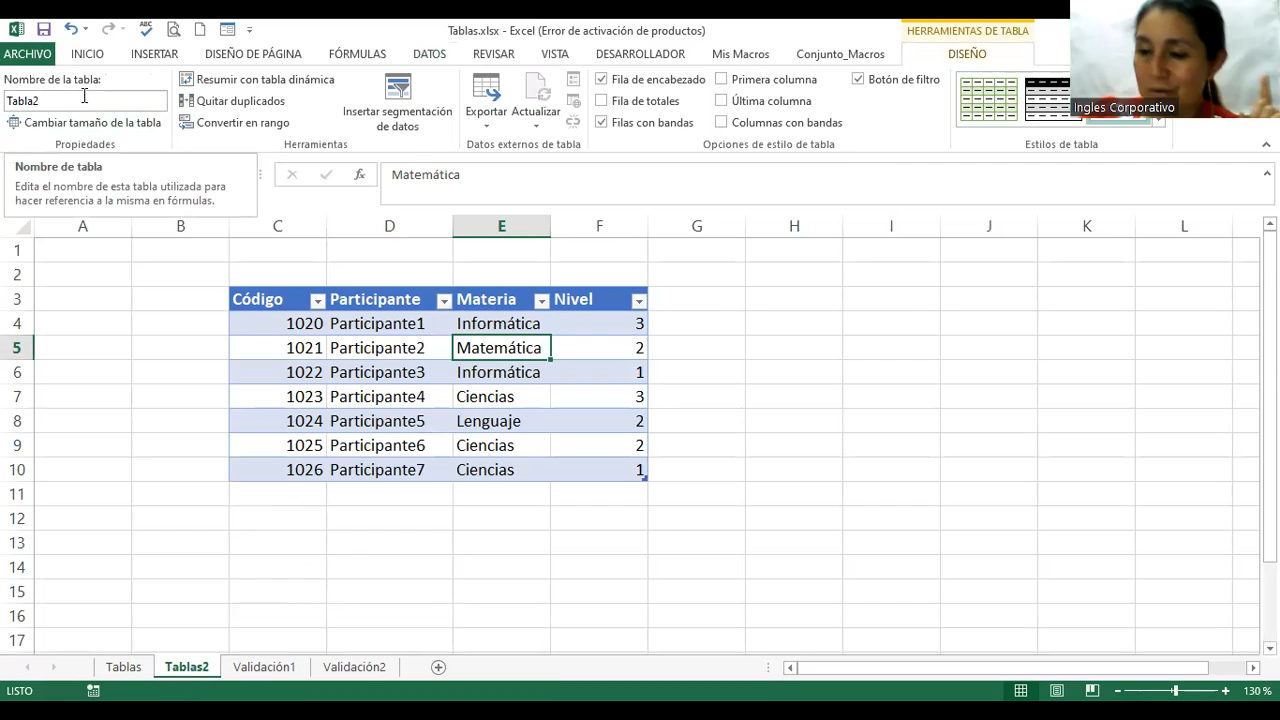 Tablas.xlsx - Excel (Error de activación de productos)
HERRAMIENTAS DE TABLA
ARCHIVO INICIO INSERTAR DISEÑO DE PÁGINA FÓRMULAS DATOS REVISAR VISTA DESARROLLADOR Mis Macros Conjunto_Macros DISEÑO
Nombre de la tabla:
Tabla2
Cambiar tamaño de la tabla
Propiedades
Resumir con tabla dinámica
Quitar duplicados
Convertir en rango
Insertar segmentación
de datos
Herramientas
Exportar Actualizar
Datos externos de tabla
Fila de encabezado Primera columna Botón de filtro
Fila de totales Última columna
Filas con bandas Columnas con bandas
Opciones de estilo de tabla
Estilos de tabla
Ingles Corporativo
Nombre de tabla
Edita el nombre de esta tabla utilizada para
hacer referencia a la misma en fórmulas.
fx Matemática
A B C D E F G H I J K L
1
2
3 Código Participante Materia Nivel
4 1020 Participante1 Informática 3
5 1021 Participante2 Matemática 2
6 1022 Participante3 Informática 1
7 1023 Participante4 Ciencias 3
8 1024 Participante5 Lenguaje 2
9 1025 Participante6 Ciencias 2
10 1026 Participante7 Ciencias 1
11
12
13
14
15
16
17
Tablas Tablas2 Validación1 Validación2
LISTO 130 %